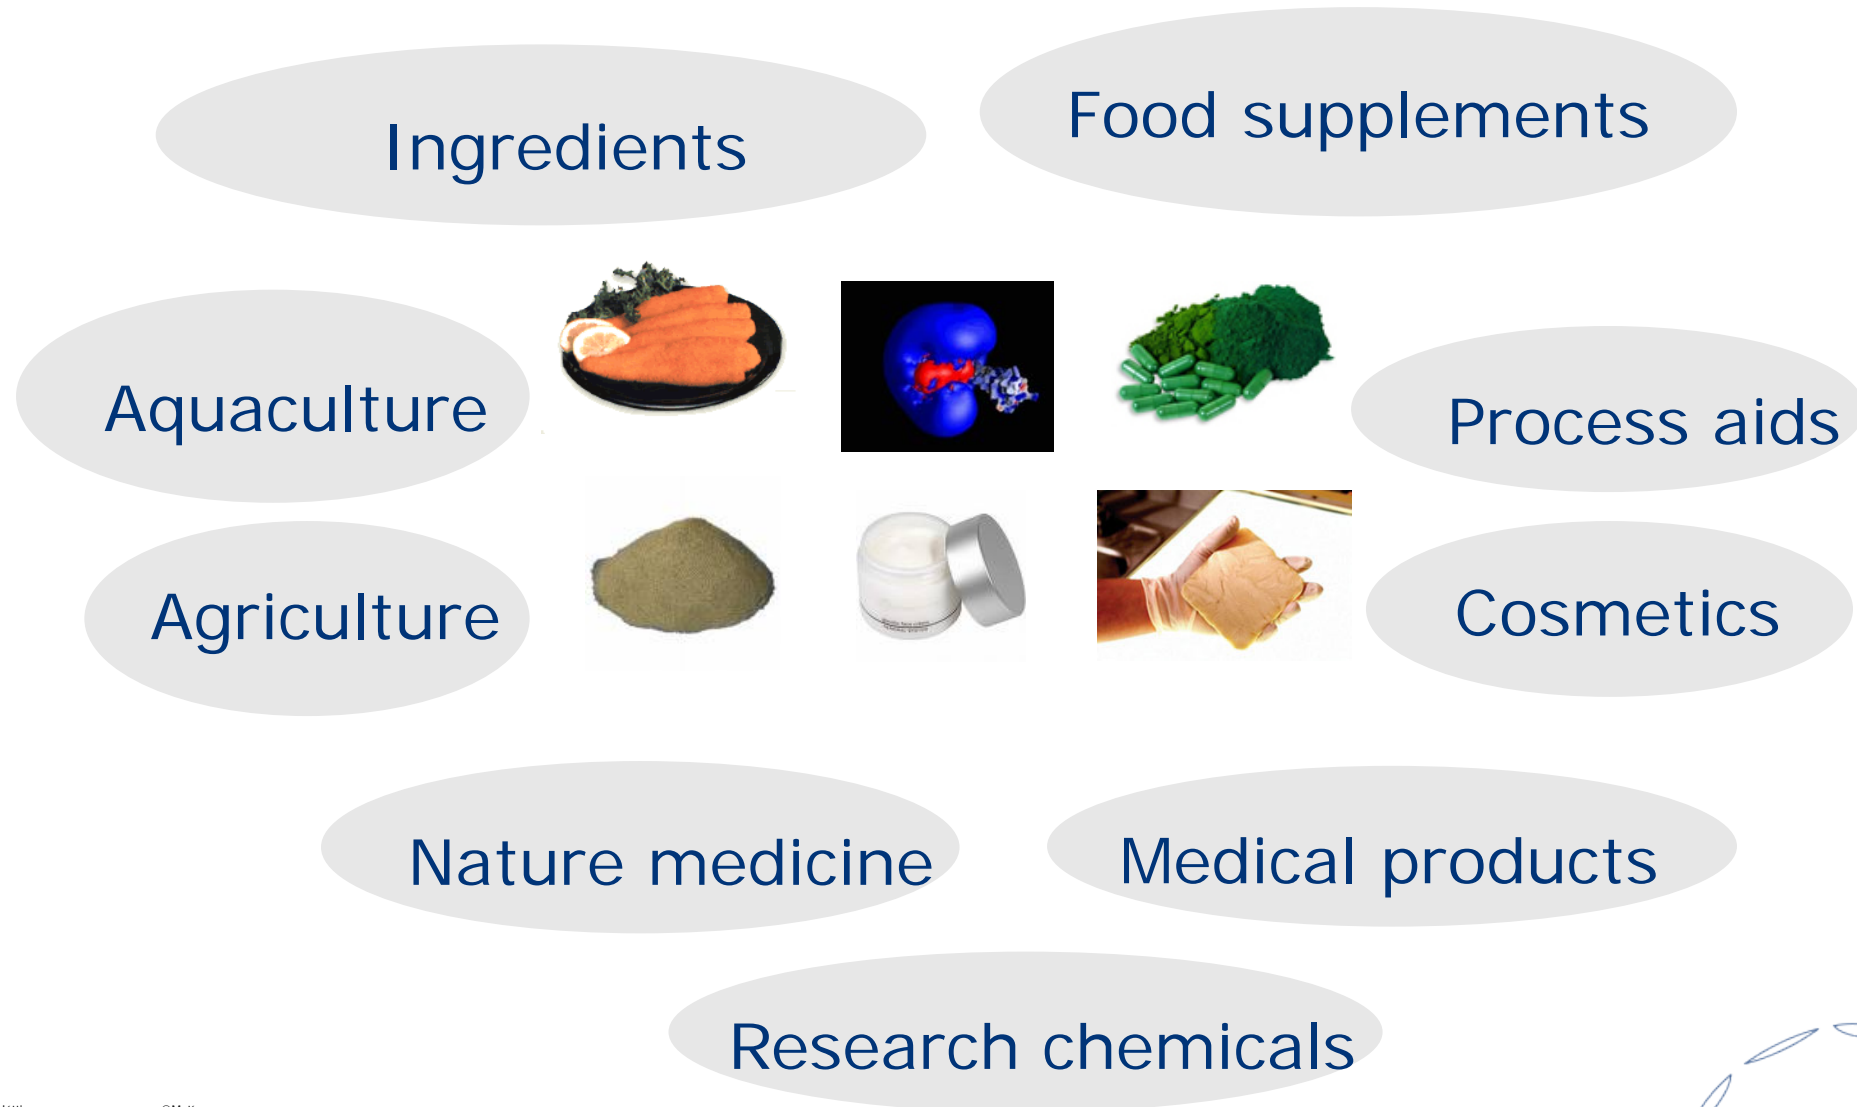 Ingredients
Food supplements
Aquaculture
Process aids
Agriculture
Cosmetics
Nature medicine
Medical products
Research chemicals